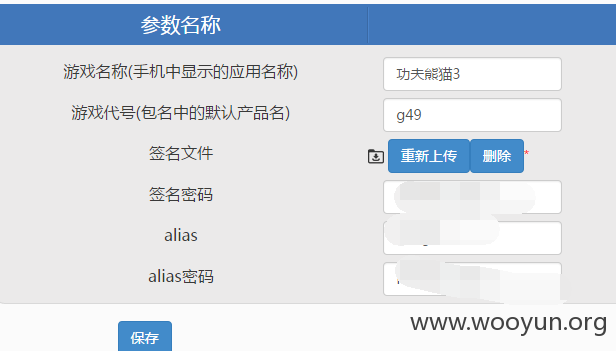 参数名称
游戏名称(手机中显示的应用名称) 功夫熊猫3
游戏代号(包名中的默认产品名) g49
签名文件 重新上传 删除 *
签名密码
alias
alias密码
保存
www.wooyun.org